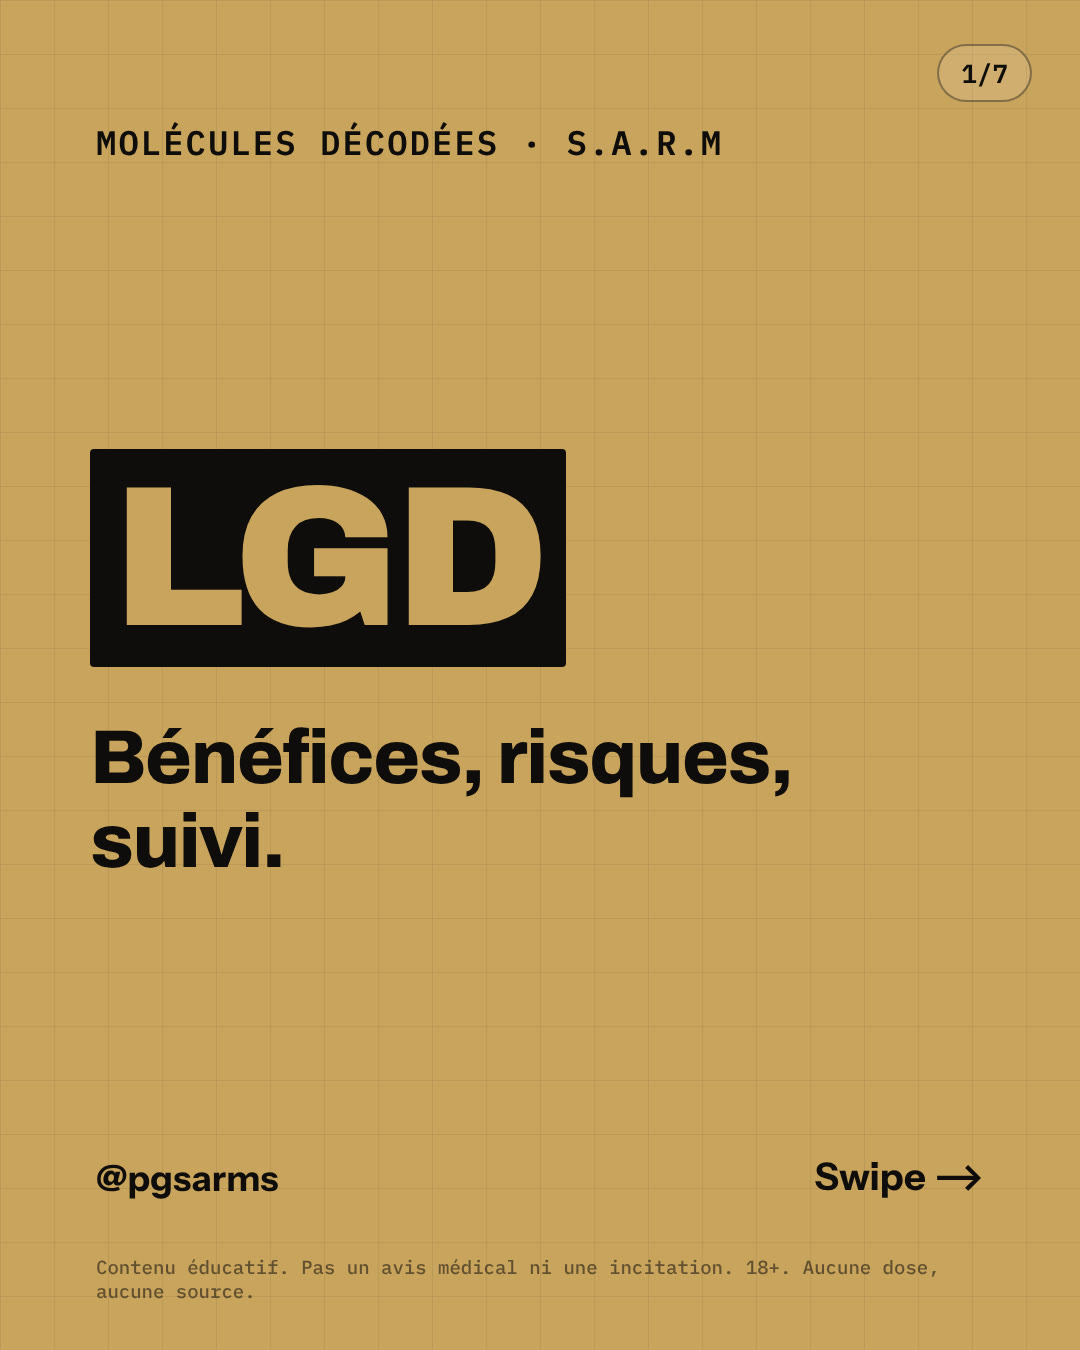 1/7
MOLÉCULES DÉCODÉES · S.A.R.M
LGD
Bénéfices, risques,
suivi.
@pgsarms
Swipe →
Contenu éducatif. Pas un avis médical ni une incitation. 18+. Aucune dose,
aucune source.